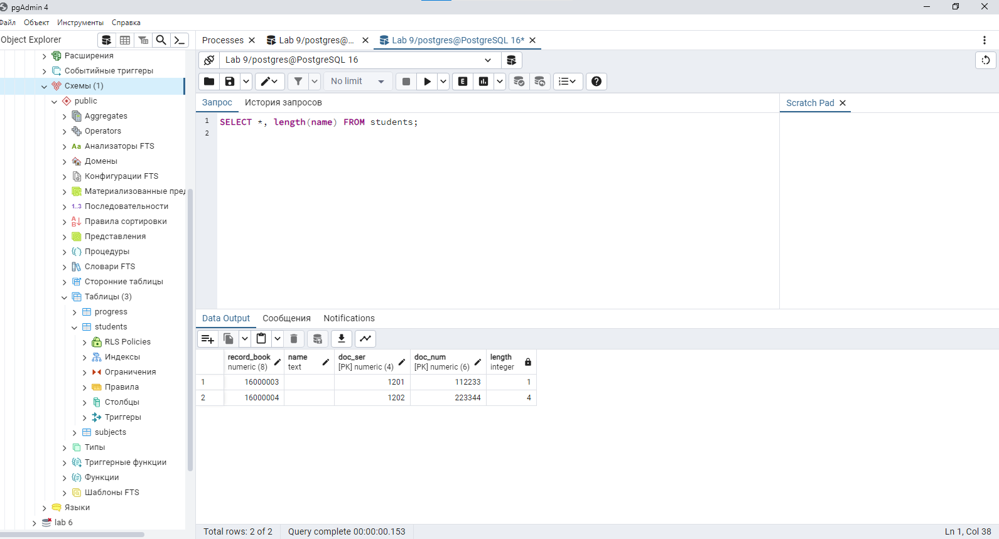 pgAdmin 4
Файл Объект Инструменты Справка
Object Explorer
Расширения
Событийные триггеры
Схемы (1)
public
Aggregates
Operators
Aa Анализаторы FTS
Домены
Конфигурации FTS
Материализованные пред
1..3 Последовательности
Правила сортировки
Представления
Процедуры
Словари FTS
Сторонние таблицы
Таблицы (3)
progress
students
RLS Policies
Индексы
Ограничения
Правила
Столбцы
Триггеры
subjects
Типы
Триггерные функции
Функции
Шаблоны FTS
Языки
lab 6
Processes Lab 9/postgres@... Lab 9/postgres@PostgreSQL 16*
Lab 9/postgres@PostgreSQL 16
No limit
Запрос История запросов
Scratch Pad
1 SELECT *, length(name) FROM students;
2
Data Output Сообщения Notifications
record_book name doc_ser doc_num length
numeric (8) text [PK] numeric (4) [PK] numeric (6) integer
1 16000003 1201 112233 1
2 16000004 1202 223344 4
Total rows: 2 of 2 Query complete 00:00:00.153 Ln 1, Col 38